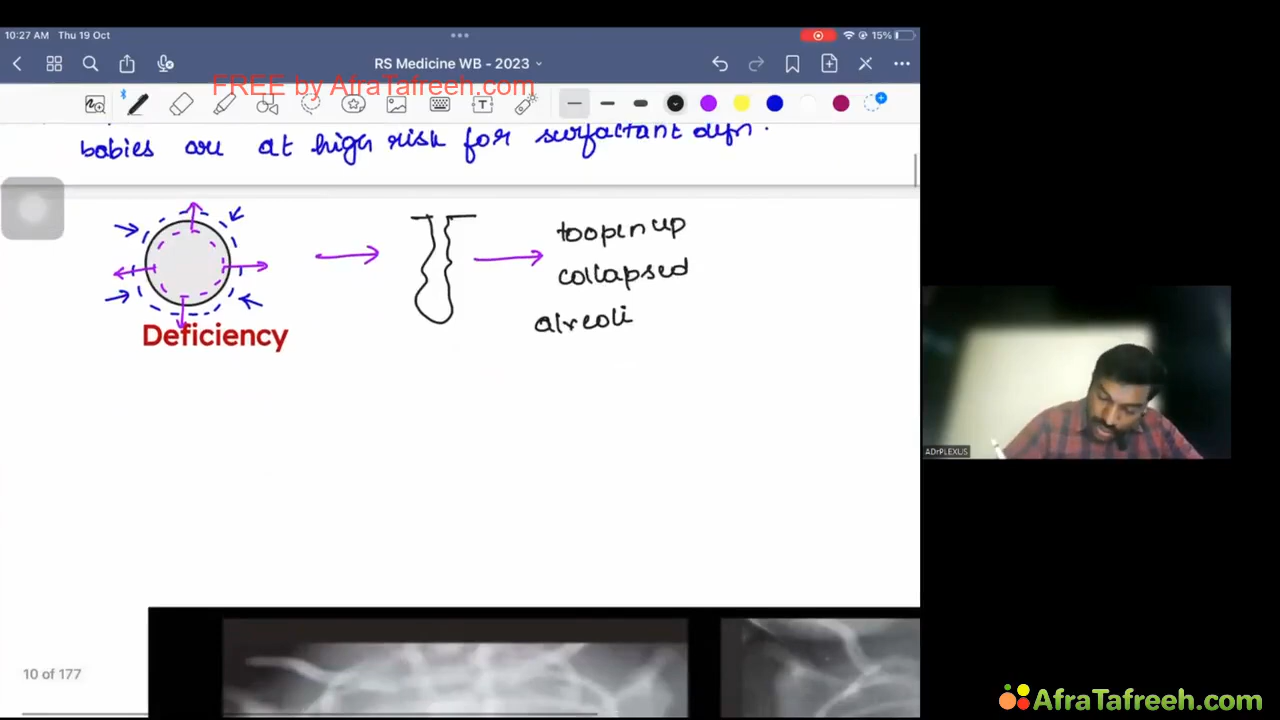 10:27 AM Thu 19 Oct
15%
RS Medicine WB - 2023
FREE by AfraTafreeh.com
babies are at high risk for surfactant defn.
to open up
collapsed
alveoli
Deficiency
ADrPLEXUS
10 of 177
AfraTafreeh.com